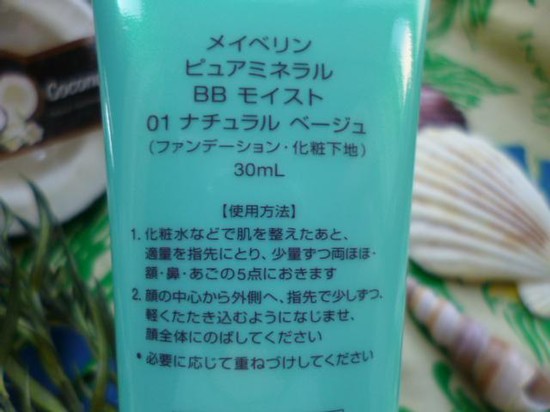 Coconu
メイベリン
ピュアミネラル
BB モイスト
01 ナチュラル ベージュ
(ファンデーション・化粧下地)
30mL
【使用方法】
1. 化粧水などで肌を整えたあと、
適量を指先にとり、少量ずつ両ほほ・
額・鼻・あごの5点におきます
2. 顔の中心から外側へ、指先で少しずつ、
軽くたたき込むようになじませ、
顔全体にのばしてください
* 必要に応じて重ねづけしてください